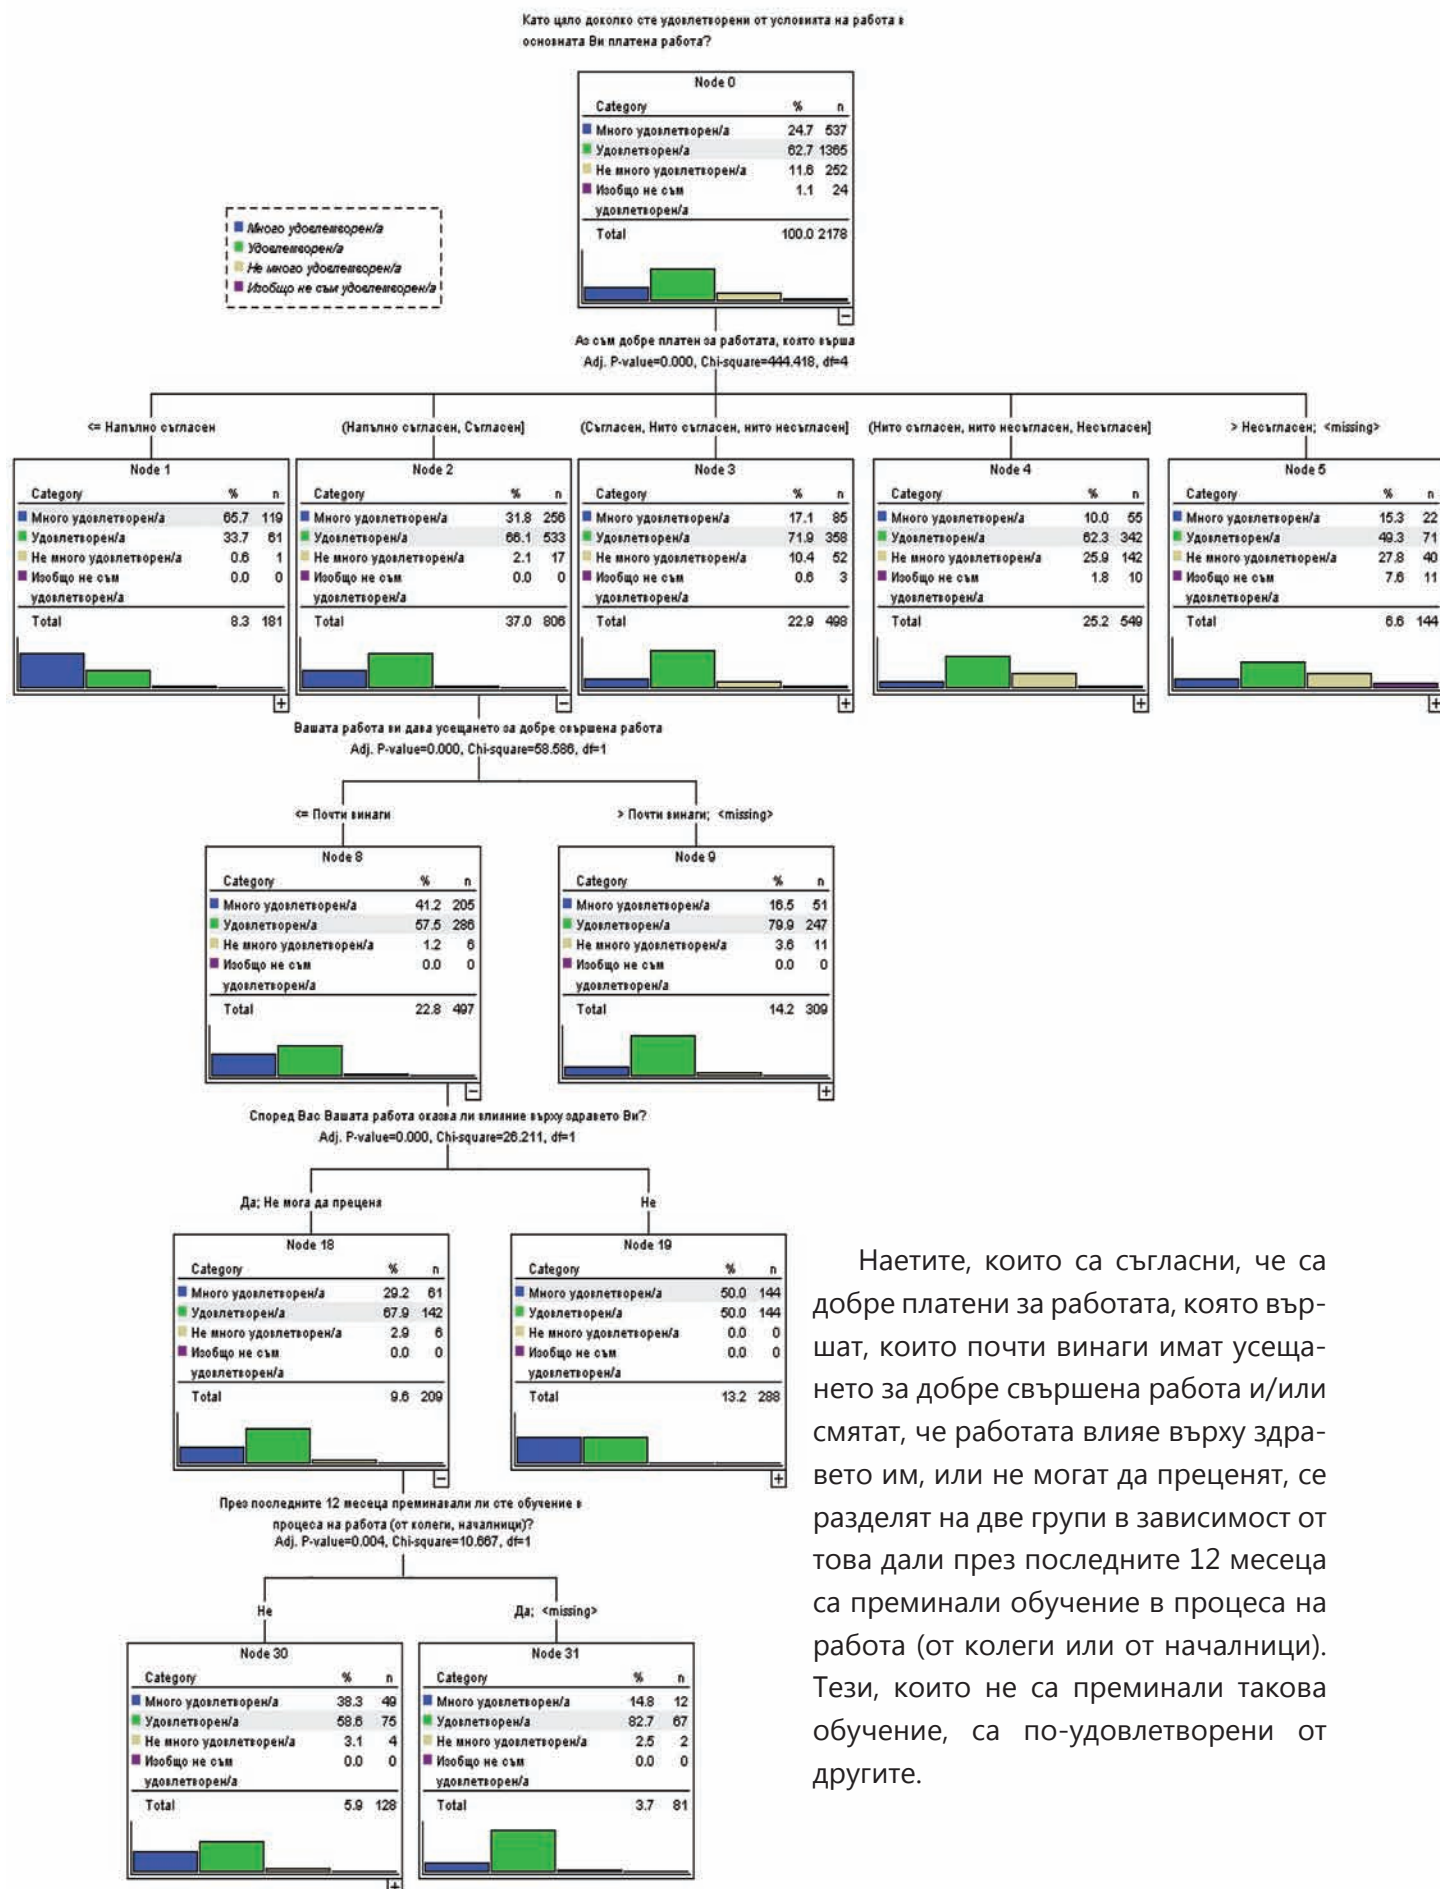 Като цяло доколко сте удовлетворени от условията на работа в
основната Ви платена работа?
Node 0
Category % n
Много удовлетворен/а 24.7 537
Удовлетворен/а 62.7 1365
Не много удовлетворен/а 11.6 252
Изобщо не съм 1.1 24
удовлетворен/а
Total 100.0 2178
Много удовлетворен/а
Удовлетворен/а
Не много удовлетворен/а
Изобщо не съм удовлетворен/а
Аз съм добре платен за работата, която върша
Adj. P-value=0.000, Chi-square=444.418, df=4
<= Напълно съгласен
(Напълно съгласен, Съгласен]
(Съгласен, Нито съгласен, нито несъгласен]
(Нито съгласен, нито несъгласен, Несъгласен]
> Несъгласен; <missing>
Node 1
Category % n
Много удовлетворен/а 65.7 119
Удовлетворен/а 33.7 61
Не много удовлетворен/а 0.6 1
Изобщо не съм 0.0 0
удовлетворен/а
Total 8.3 181
Node 2
Category % n
Много удовлетворен/а 31.8 256
Удовлетворен/а 66.1 533
Не много удовлетворен/а 2.1 17
Изобщо не съм 0.0 0
удовлетворен/а
Total 37.0 806
Node 3
Category % n
Много удовлетворен/а 17.1 85
Удовлетворен/а 71.9 358
Не много удовлетворен/а 10.4 52
Изобщо не съм 0.6 3
удовлетворен/а
Total 22.9 498
Node 4
Category % n
Много удовлетворен/а 10.0 55
Удовлетворен/а 62.3 342
Не много удовлетворен/а 25.9 142
Изобщо не съм 1.8 10
удовлетворен/а
Total 25.2 549
Node 5
Category % n
Много удовлетворен/а 15.3 22
Удовлетворен/а 49.3 71
Не много удовлетворен/а 27.8 40
Изобщо не съм 7.6 11
удовлетворен/а
Total 6.6 144
Вашата работа ви дава усещането за добре свършена работа
Adj. P-value=0.000, Chi-square=58.586, df=1
<= Почти винаги
> Почти винаги; <missing>
Node 8
Category % n
Много удовлетворен/а 41.2 205
Удовлетворен/а 57.5 286
Не много удовлетворен/а 1.2 6
Изобщо не съм 0.0 0
удовлетворен/а
Total 22.8 497
Node 9
Category % n
Много удовлетворен/а 16.5 51
Удовлетворен/а 79.9 247
Не много удовлетворен/а 3.6 11
Изобщо не съм 0.0 0
удовлетворен/а
Total 14.2 309
Според Вас Вашата работа оказва ли влияние върху здравето Ви?
Adj. P-value=0.000, Chi-square=26.211, df=1
Да; Не мога да преценя
Не
Node 18
Category % n
Много удовлетворен/а 29.2 61
Удовлетворен/а 67.9 142
Не много удовлетворен/а 2.9 6
Изобщо не съм 0.0 0
удовлетворен/а
Total 9.6 209
Node 19
Category % n
Много удовлетворен/а 50.0 144
Удовлетворен/а 50.0 144
Не много удовлетворен/а 0.0 0
Изобщо не съм 0.0 0
удовлетворен/а
Total 13.2 288
През последните 12 месеца преминавали ли сте обучение в
процеса на работа (от колеги, началници)?
Adj. P-value=0.004, Chi-square=10.667, df=1
Не
Да; <missing>
Node 30
Category % n
Много удовлетворен/а 38.3 49
Удовлетворен/а 58.6 75
Не много удовлетворен/а 3.1 4
Изобщо не съм 0.0 0
удовлетворен/а
Total 5.9 128
Node 31
Category % n
Много удовлетворен/а 14.8 12
Удовлетворен/а 82.7 67
Не много удовлетворен/а 2.5 2
Изобщо не съм 0.0 0
удовлетворен/а
Total 3.7 81
Наетите, които са съгласни, че са
добре платени за работата, която вър-
шат, които почти винаги имат усеща-
нето за добре свършена работа и/или
смятат, че работата влияе върху здра-
вето им, или не могат да преценят, се
разделят на две групи в зависимост от
това дали през последните 12 месеца
са преминали обучение в процеса на
работа (от колеги или от началници).
Тези, които не са преминали такова
обучение, са по-удовлетворени от
другите.